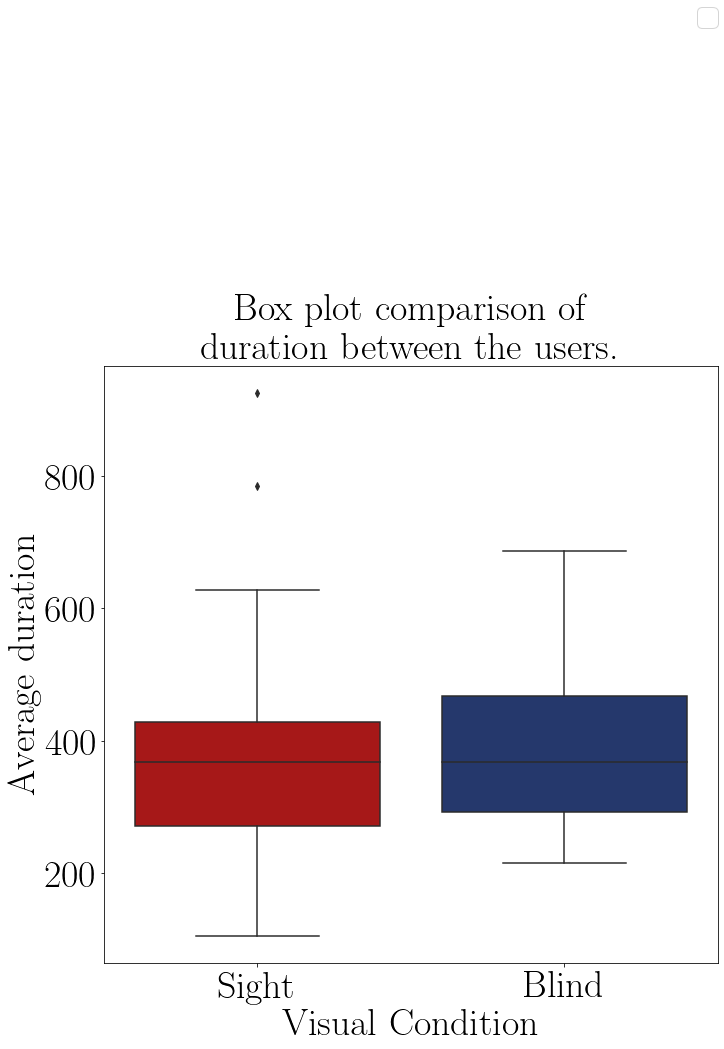 Box plot comparison of
duration between the users.
800
600
400
200
Average duration
Sight
Blind
Visual Condition